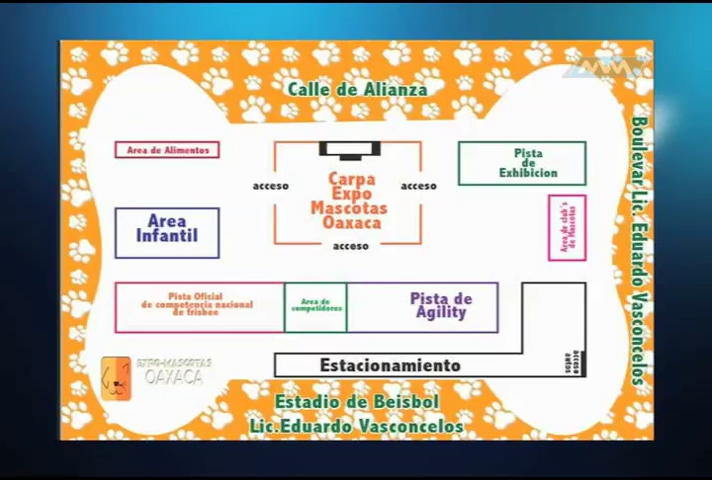 Calle de Alianza
MTM
Area de Alimentos
acceso
Carpa
Expo
Mascotas
Oaxaca
acceso
acceso
Pista
de
Exhibicion
Boulevar Lic. Eduardo Vasconcelos
Area
Infantil
Area de club's
de Mascotas
Pista Oficial
de competencia nacional
de frisbee
Area de
competidores
Pista de
Agility
Estacionamiento
acceso
autos
EXPO-MASCOTAS
OAXACA
Estadio de Beisbol
Lic.Eduardo Vasconcelos